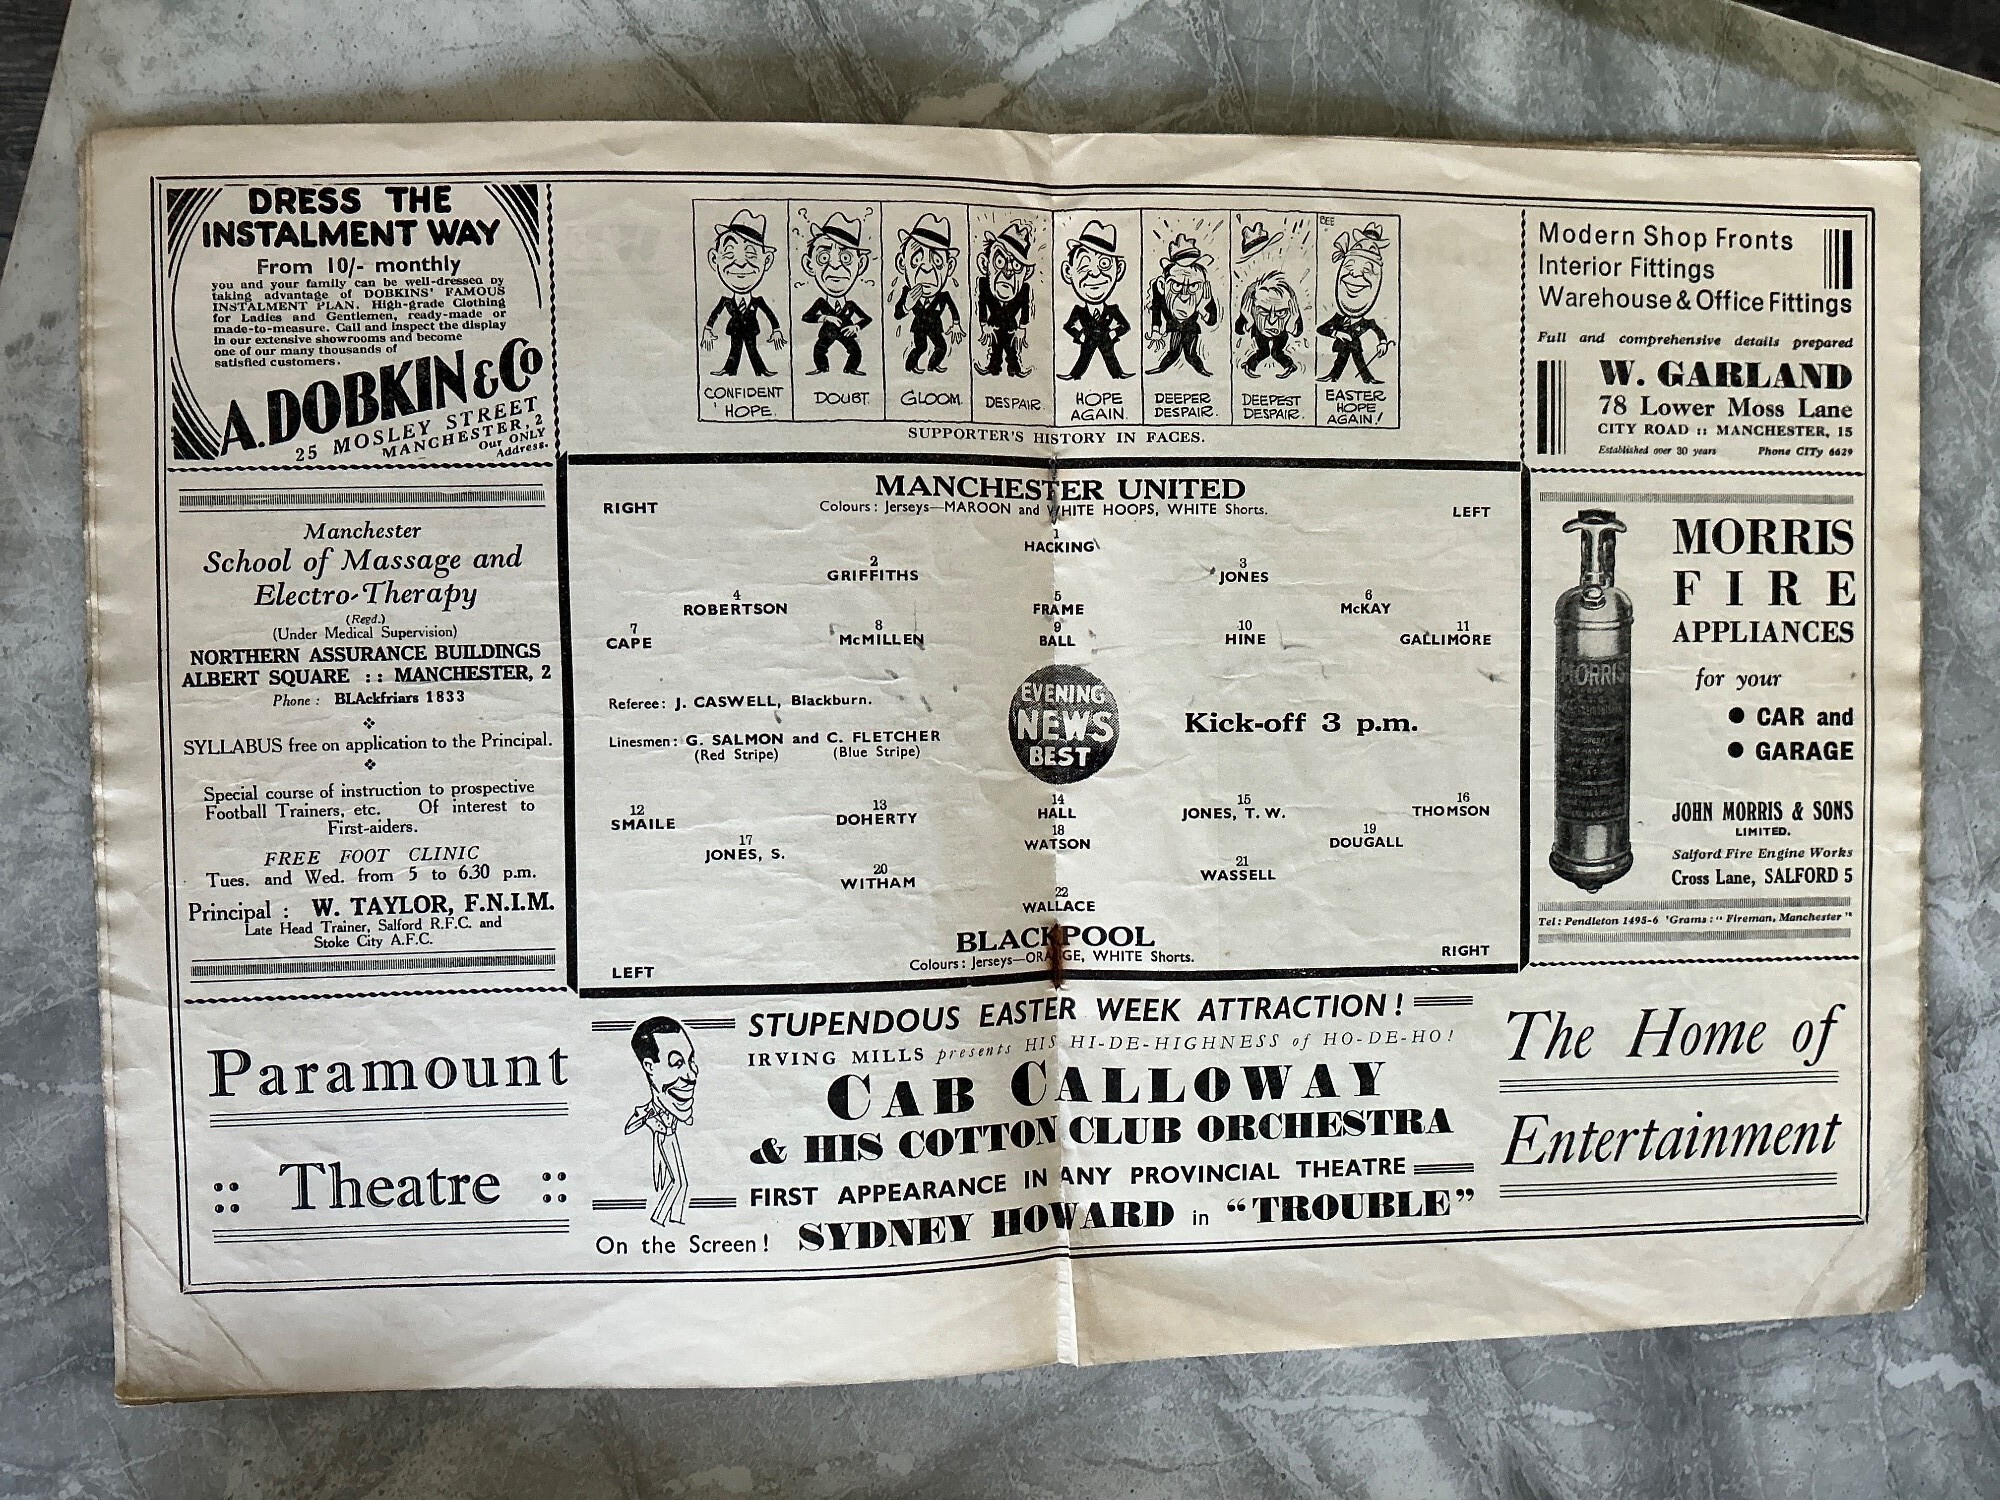 DRESS THE
INSTALMENT WAY
From 10/- monthly
you and your family can be well-dressed by
taking advantage of DOBKINS' FAMOUS
INSTALMENT PLAN. High-grade Clothing
for Ladies and Gentlemen, ready-made or
made-to-measure. Call and inspect the display
in our extensive showrooms and become
one of our many thousands of
satisfied customers.
A. DOBKIN & Co
25 MOSLEY STREET
MANCHESTER, 2
Our ONLY
Address.
BEE
CONFIDENT
HOPE.
DOUBT.
GLOOM.
DESPAIR.
HOPE
AGAIN.
DEEPER
DESPAIR.
DEEPEST
DESPAIR.
EASTER
HOPE
AGAIN!
SUPPORTER'S HISTORY IN FACES.
Modern Shop Fronts
Interior Fittings
Warehouse & Office Fittings
Full and comprehensive details prepared
W. GARLAND
78 Lower Moss Lane
CITY ROAD :: MANCHESTER, 15
Established over 30 years Phone CITy 6629
Manchester
School of Massage and
Electro-Therapy
(Regd.)
(Under Medical Supervision)
NORTHERN ASSURANCE BUILDINGS
ALBERT SQUARE :: MANCHESTER, 2
Phone: BLAckfriars 1833
SYLLABUS free on application to the Principal.
Special course of instruction to prospective
Football Trainers, etc. Of interest to
First-aiders.
FREE FOOT CLINIC
Tues. and Wed. from 5 to 6.30 p.m.
Principal: W. TAYLOR, F.N.I.M.
Late Head Trainer, Salford R.F.C. and
Stoke City A.F.C.
MANCHESTER UNITED
RIGHT Colours: Jerseys—MAROON and WHITE HOOPS, WHITE Shorts. LEFT
1
HACKING
2 3
GRIFFITHS JONES
4 5 6
ROBERTSON FRAME McKAY
7 8 9 10 11
CAPE McMILLEN BALL HINE GALLIMORE
Referee: J. CASWELL, Blackburn.
Linesmen: G. SALMON and C. FLETCHER
(Red Stripe) (Blue Stripe)
EVENING
NEWS
BEST
Kick-off 3 p.m.
12 13 14 15 16
SMAILE DOHERTY HALL JONES, T. W. THOMSON
17 18 19
JONES, S. WATSON DOUGALL
20 21
WITHAM WASSELL
22
WALLACE
BLACKPOOL
LEFT Colours: Jerseys—ORANGE, WHITE Shorts. RIGHT
MORRIS
FIRE
APPLIANCES
for your
● CAR and
● GARAGE
MORRIS
JOHN MORRIS & SONS
LIMITED.
Salford Fire Engine Works
Cross Lane, SALFORD 5
Tel: Pendleton 1495-6 'Grams: "Fireman, Manchester"
Paramount
:: Theatre ::
STUPENDOUS EASTER WEEK ATTRACTION!
IRVING MILLS presents HIS HI-DE-HIGHNESS of HO-DE-HO!
CAB CALLOWAY
& HIS COTTON CLUB ORCHESTRA
FIRST APPEARANCE IN ANY PROVINCIAL THEATRE
On the Screen! SYDNEY HOWARD in "TROUBLE"
The Home of
Entertainment